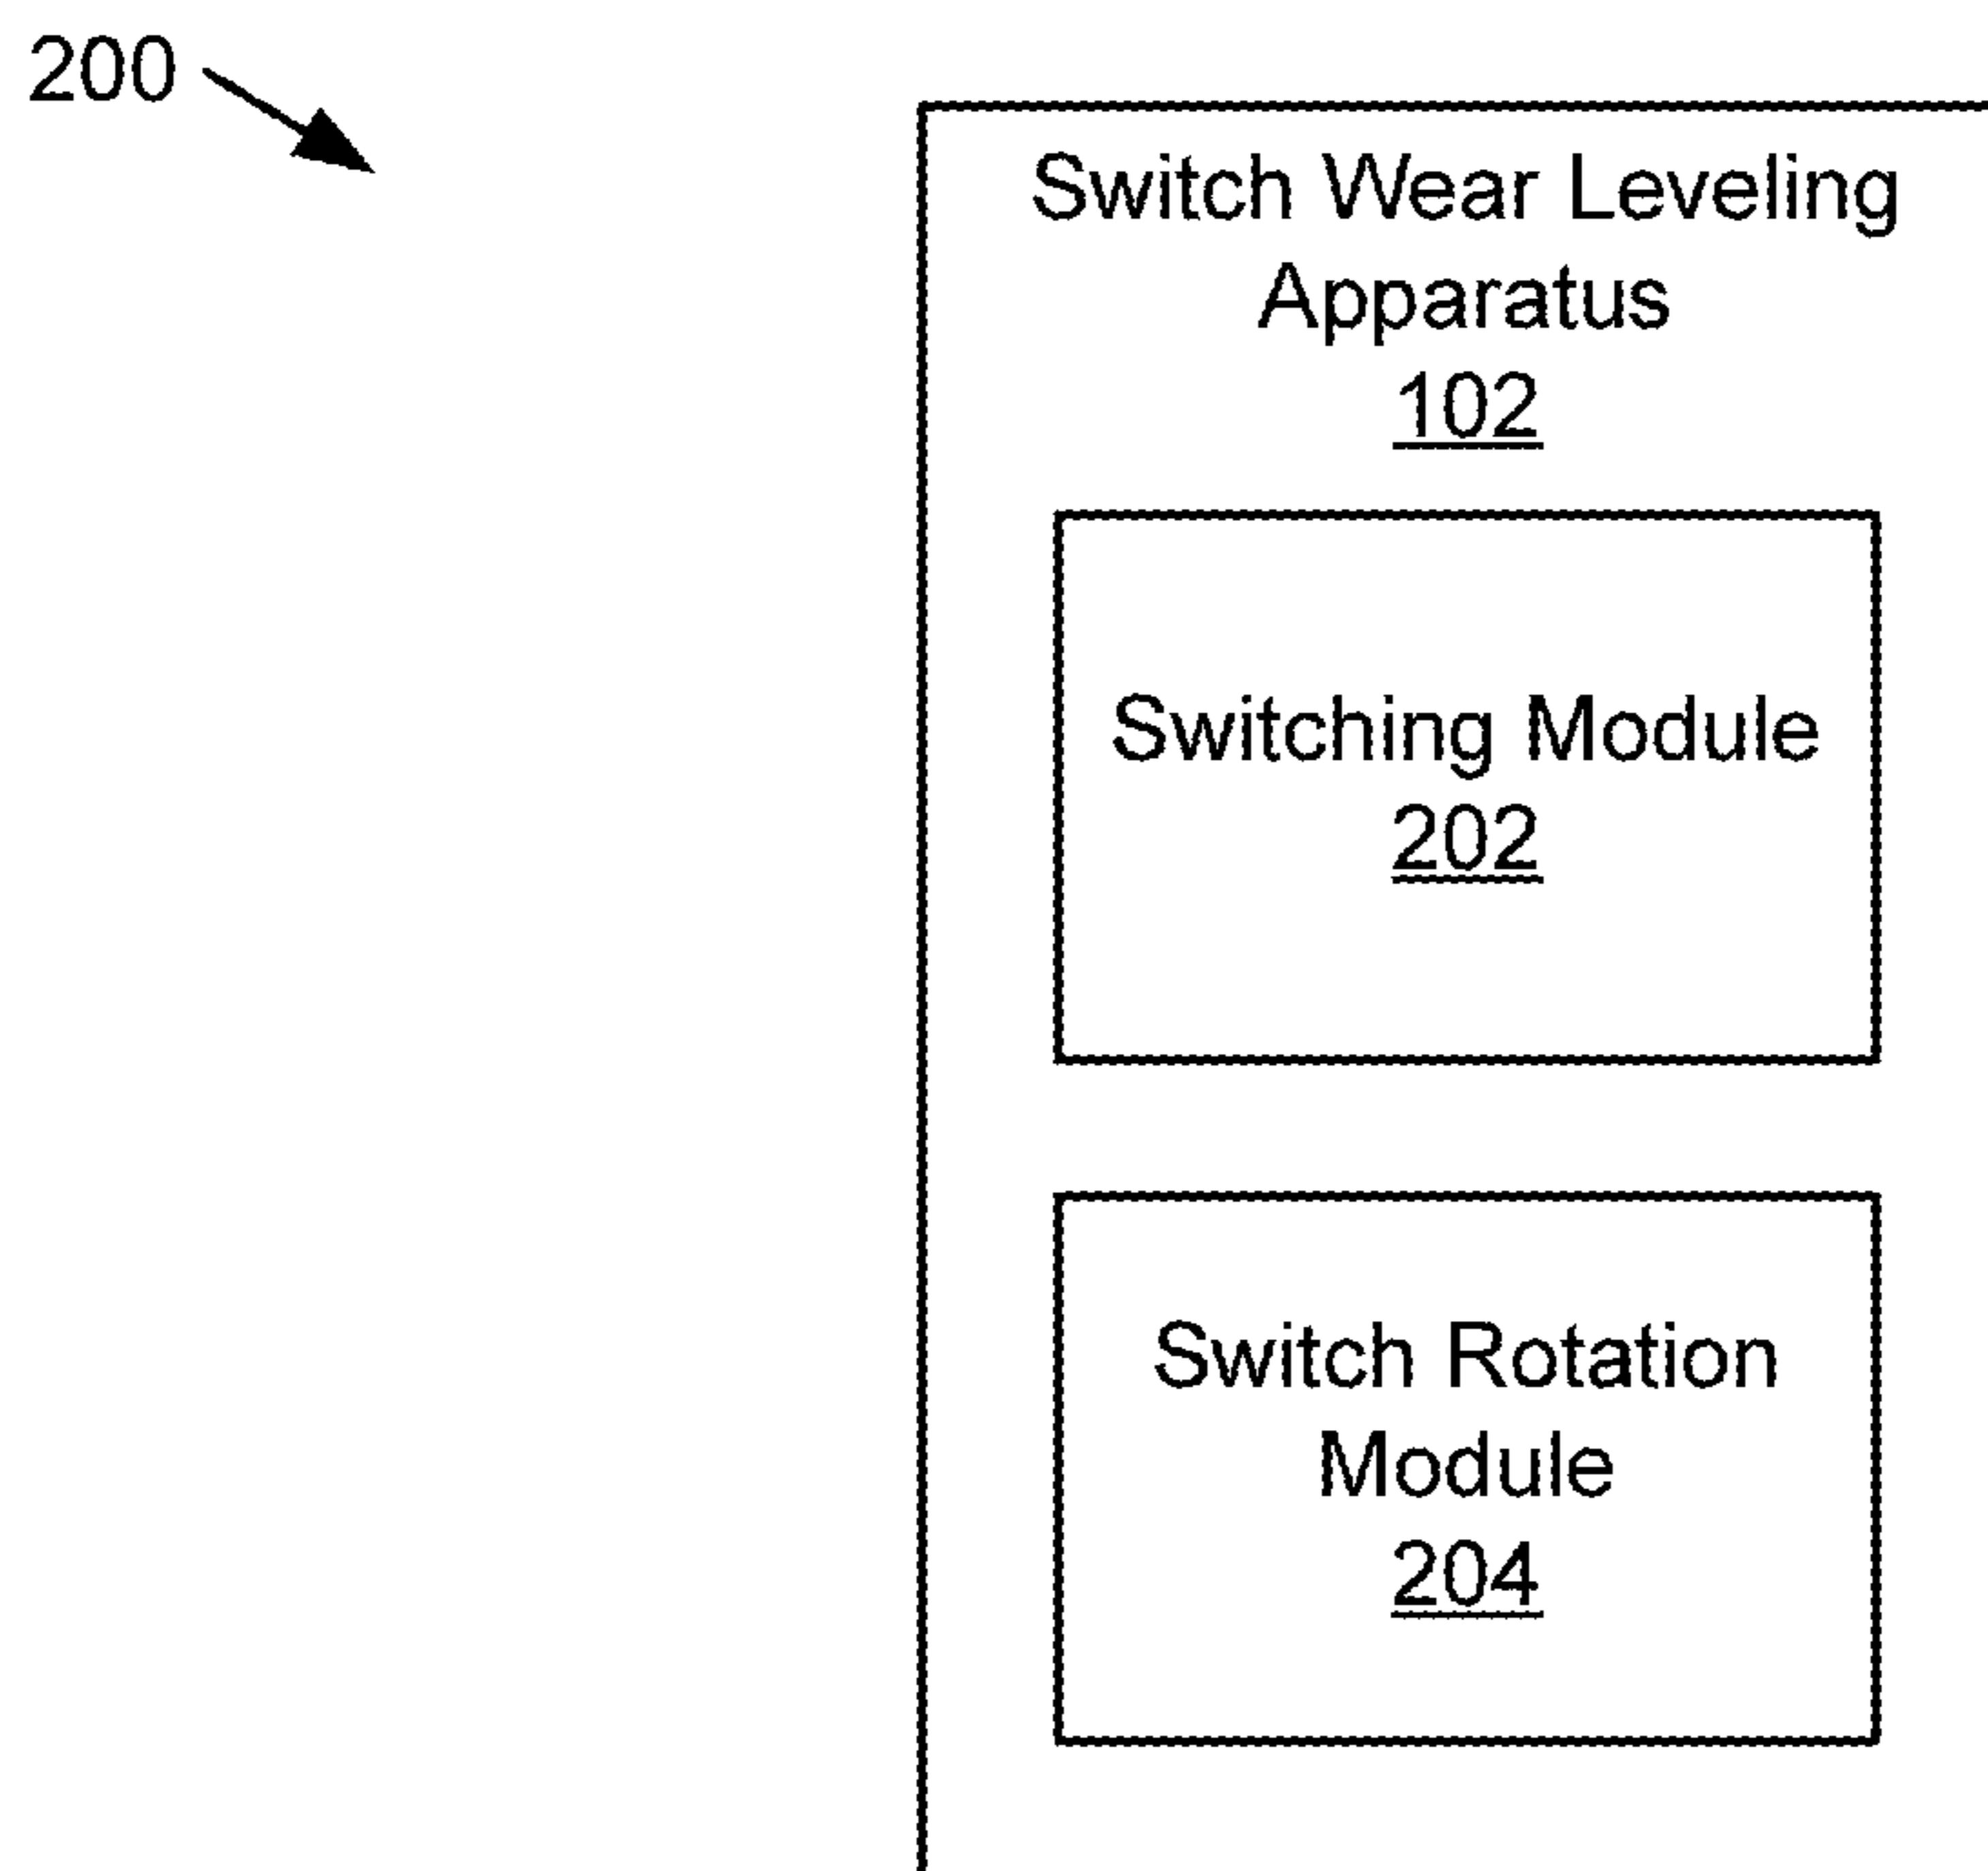 200
Switch Wear Leveling
Apparatus
102
Switching Module
202
Switch Rotation
Module
204